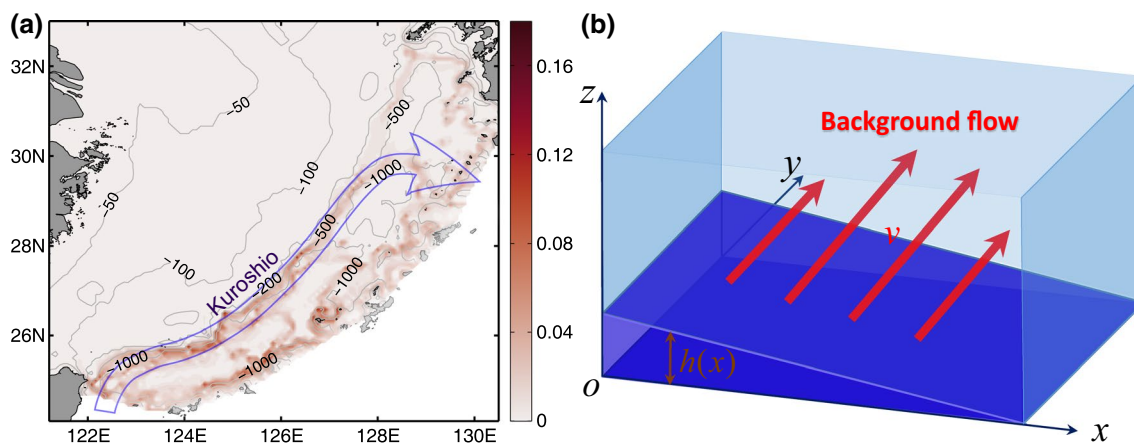 (a)
32N
30N
28N
26N
122E
124E
126E
128E
130E
−50
−50
−100
−100
−500
−1000
−500
−200
−1000
−1000
−1000
Kuroshio
0.16
0.12
0.08
0.04
0
(b)
z
Background flow
y
v
h(x)
o
x